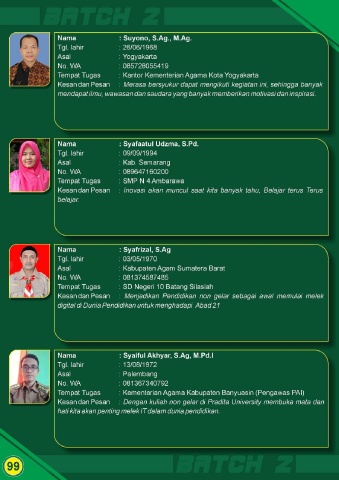 BATCH 2
Nama : Suyono, S.Ag., M.Ag.
Tgl. lahir : 26/06/1968
Asal : Yogyakarta
No. WA : 085728055419
Tempat Tugas : Kantor Kementerian Agama Kota Yogyakarta
Kesan dan Pesan : Merasa bersyukur dapat mengikuti kegiatan ini, sehingga banyak
mendapat ilmu, wawasan dan saudara yang banyak memberikan motivasi dan inspirasi.
Nama : Syafaatul Udzma, S.Pd.
Tgl. lahir : 09/09/1994
Asal : Kab. Semarang
No. WA : 089647160200
Tempat Tugas : SMP N 4 Ambarawa
Kesan dan Pesan : Inovasi akan muncul saat kita banyak tahu, Belajar terus Terus
belajar.
Nama : Syafrizal, S.Ag
Tgl. lahir : 03/05/1970
Asal : Kabupaten Agam Sumatera Barat
No. WA : 081374587485
Tempat Tugas : SD Negeri 10 Batang Silasiah
Kesan dan Pesan : Menjadikan Pendidikan non gelar sebagai awal memulai melek
digital di Dunia Pendidikan untuk menghadapi Abad 21
Nama : Syaiful Akhyar, S.Ag, M.Pd.I
Tgl. lahir : 13/08/1972
Asal : Palembang
No. WA : 081367340792
Tempat Tugas : Kementerian Agama Kabupaten Banyuasin (Pengawas PAI)
Kesan dan Pesan : Dengan kuliah non gelar di Pradita University membuka mata dan
hati kita akan penting melek IT dalam dunia pendidikan.
99
BATCH 2